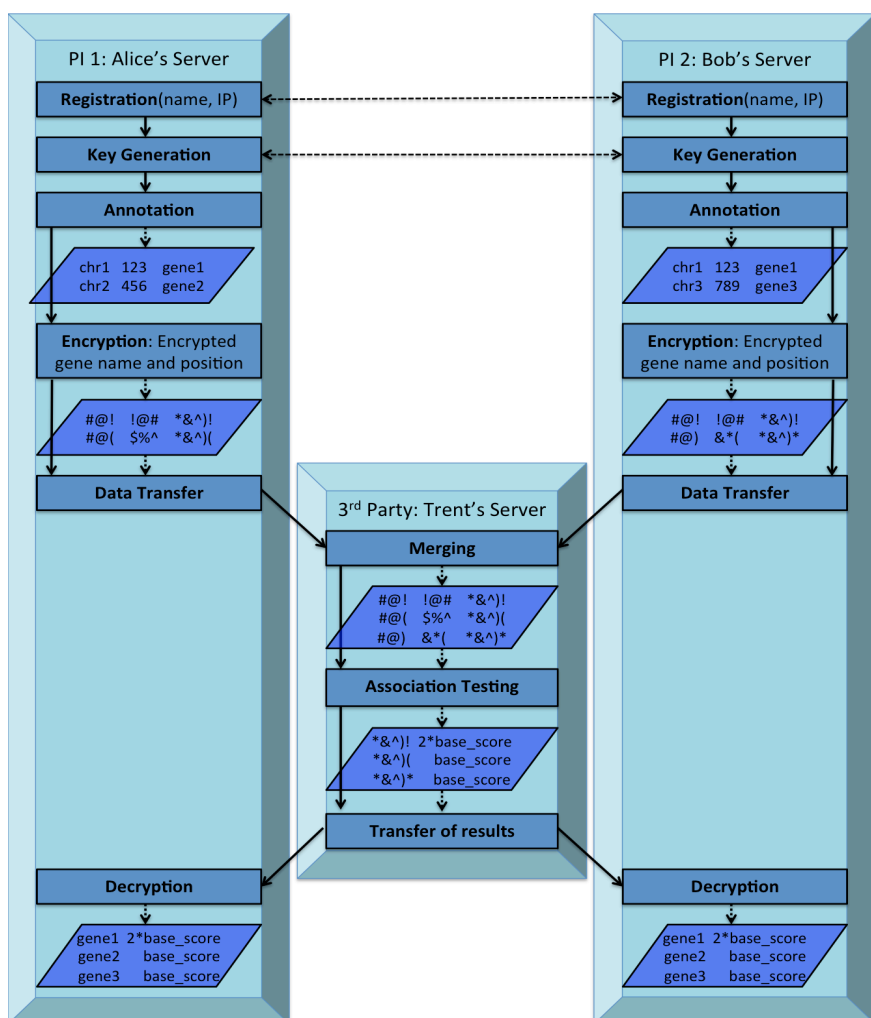 PI 1: Alice's Server
Registration(name, IP)
Key Generation
Annotation
chr1 123 gene1
chr2 456 gene2
Encryption: Encrypted
gene name and position
#@! !@# *&^)!
#@( $%^ *&^)(
Data Transfer
Decryption
gene1 2*base_score
gene2 base_score
gene3 base_score
3rd Party: Trent's Server
Merging
#@! !@# *&^)!
#@( $%^ *&^)(
#@) &*( *&^)*
Association Testing
*&^)! 2*base_score
*&^)( base_score
*&^)* base_score
Transfer of results
PI 2: Bob's Server
Registration(name, IP)
Key Generation
Annotation
chr1 123 gene1
chr3 789 gene3
Encryption: Encrypted
gene name and position
#@! !@# *&^)!
#@) &*( *&^)*
Data Transfer
Decryption
gene1 2*base_score
gene2 base_score
gene3 base_score